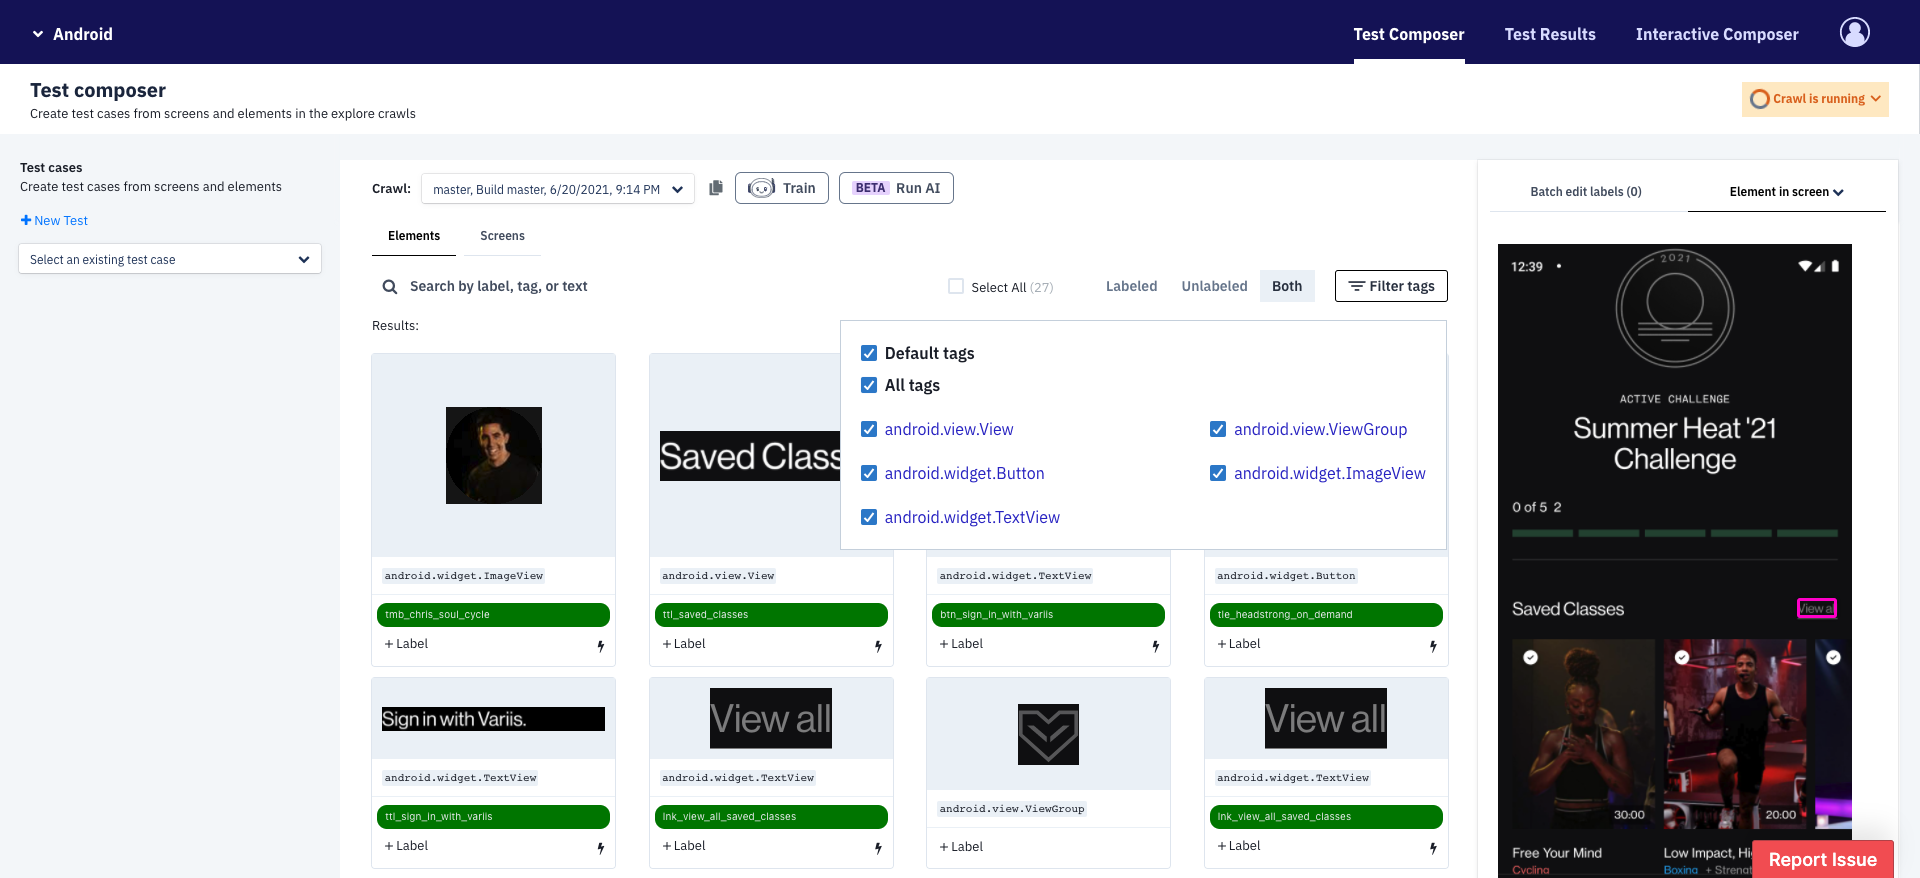 Android
Test Composer
Test Results
Interactive Composer
Test composer
Create test cases from screens and elements in the explore crawls
Crawl is running
Test cases
Create test cases from screens and elements
New Test
Select an existing test case
Crawl:
master, Build master, 6/20/2021, 9:14 PM
Train
BETA Run AI
Elements
Screens
Search by label, tag, or text
Select All (27)
Labeled
Unlabeled
Both
Filter tags
Results:
Default tags
All tags
android.view.View
android.view.ViewGroup
android.widget.Button
android.widget.ImageView
android.widget.TextView
Saved Class
android.widget.ImageView
android.view.View
android.widget.TextView
android.widget.Button
tmb_chris_soul_cycle
ttl_saved_classes
btn_sign_in_with_variis
tle_headstrong_on_demand
+ Label
+ Label
+ Label
+ Label
Sign in with Variis.
View all
View all
android.widget.TextView
android.widget.TextView
android.view.ViewGroup
android.widget.TextView
ttl_sign_in_with_variis
lnk_view_all_saved_classes
lnk_view_all_saved_classes
+ Label
+ Label
+ Label
+ Label
Batch edit labels (0)
Element in screen
12:39
2021
ACTIVE CHALLENGE
Summer Heat '21
Challenge
0 of 5 2
Saved Classes
View al
30:00
20:00
Free Your Mind
Low Impact, Hi
Cycling
Boxing + Strengt
Report Issue